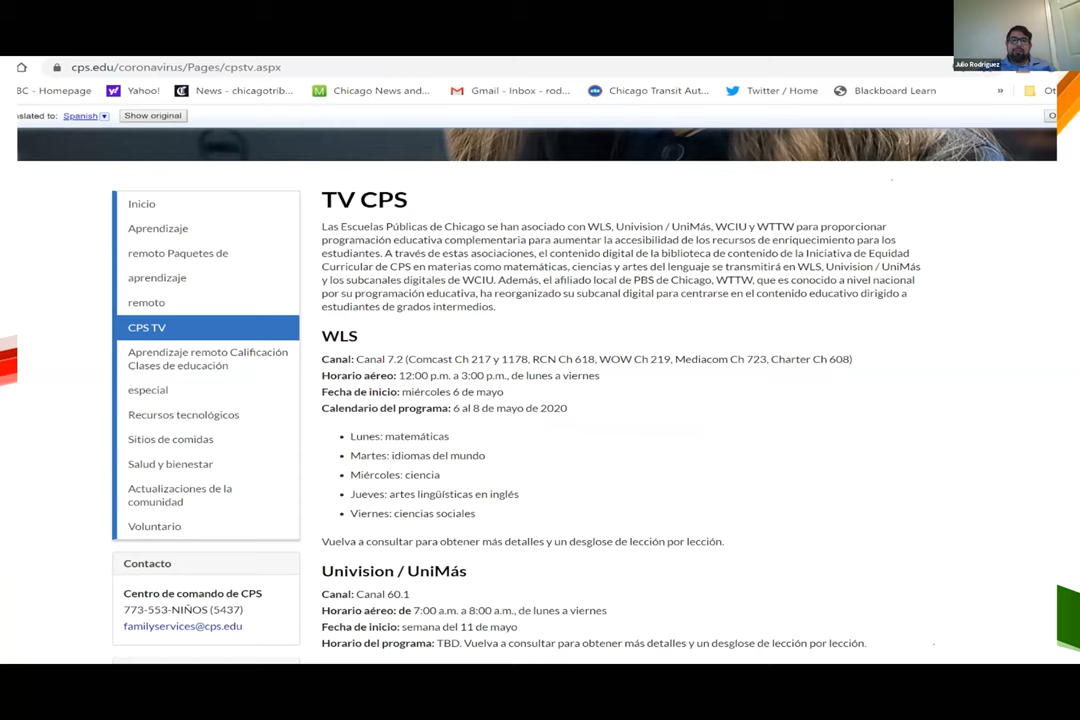 Julio Rodriguez
cps.edu/coronavirus/Pages/cpstv.aspx
BC - Homepage Yahoo! News - chicagotrib... Chicago News and... Gmail - Inbox - rod... Chicago Transit Aut... Twitter / Home Blackboard Learn » Ot
nslated to: Spanish Show original O
Inicio
Aprendizaje
remoto Paquetes de
aprendizaje
remoto
CPS TV
Aprendizaje remoto Calificación
Clases de educación
especial
Recursos tecnológicos
Sitios de comidas
Salud y bienestar
Actualizaciones de la
comunidad
Voluntario
Contacto
Centro de comando de CPS
773-553-NIÑOS (5437)
familyservices@cps.edu
TV CPS
Las Escuelas Públicas de Chicago se han asociado con WLS, Univision / UniMás, WCIU y WTTW para proporcionar
programación educativa complementaria para aumentar la accesibilidad de los recursos de enriquecimiento para los
estudiantes. A través de estas asociaciones, el contenido digital de la biblioteca de contenido de la Iniciativa de Equidad
Curricular de CPS en materias como matemáticas, ciencias y artes del lenguaje se transmitirá en WLS, Univision / UniMás
y los subcanales digitales de WCIU. Además, el afiliado local de PBS de Chicago, WTTW, que es conocido a nivel nacional
por su programación educativa, ha reorganizado su subcanal digital para centrarse en el contenido educativo dirigido a
estudiantes de grados intermedios.
WLS
Canal: Canal 7.2 (Comcast Ch 217 y 1178, RCN Ch 618, WOW Ch 219, Mediacom Ch 723, Charter Ch 608)
Horario aéreo: 12:00 p.m. a 3:00 p.m., de lunes a viernes
Fecha de inicio: miércoles 6 de mayo
Calendario del programa: 6 al 8 de mayo de 2020
• Lunes: matemáticas
• Martes: idiomas del mundo
• Miércoles: ciencia
• Jueves: artes lingüísticas en inglés
• Viernes: ciencias sociales
Vuelva a consultar para obtener más detalles y un desglose de lección por lección.
Univision / UniMás
Canal: Canal 60.1
Horario aéreo: de 7:00 a.m. a 8:00 a.m., de lunes a viernes
Fecha de inicio: semana del 11 de mayo
Horario del programa: TBD. Vuelva a consultar para obtener más detalles y un desglose de lección por lección.